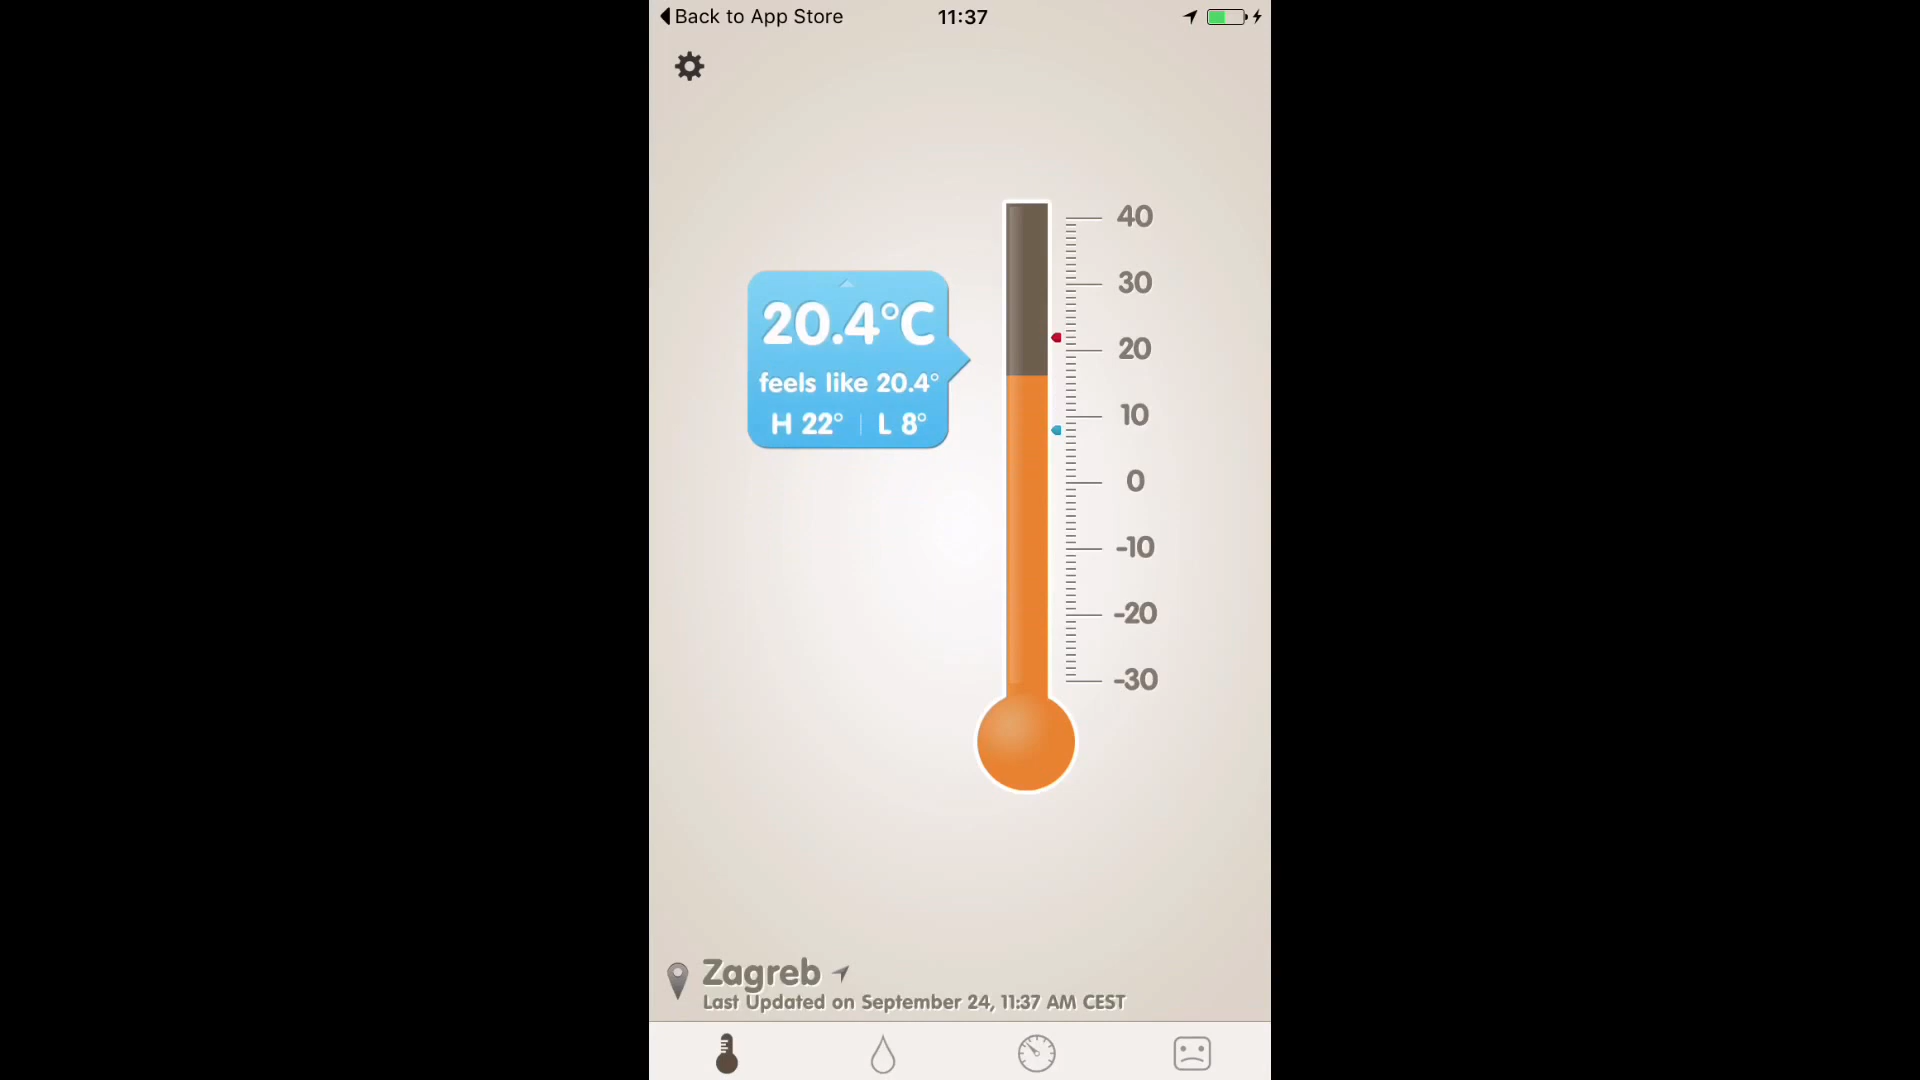 Back to App Store
11:37
40
30
20
10
0
-10
-20
-30
20.4°C
feels like 20.4°
H 22° | L 8°
Zagreb
Last Updated on September 24, 11:37 AM CEST